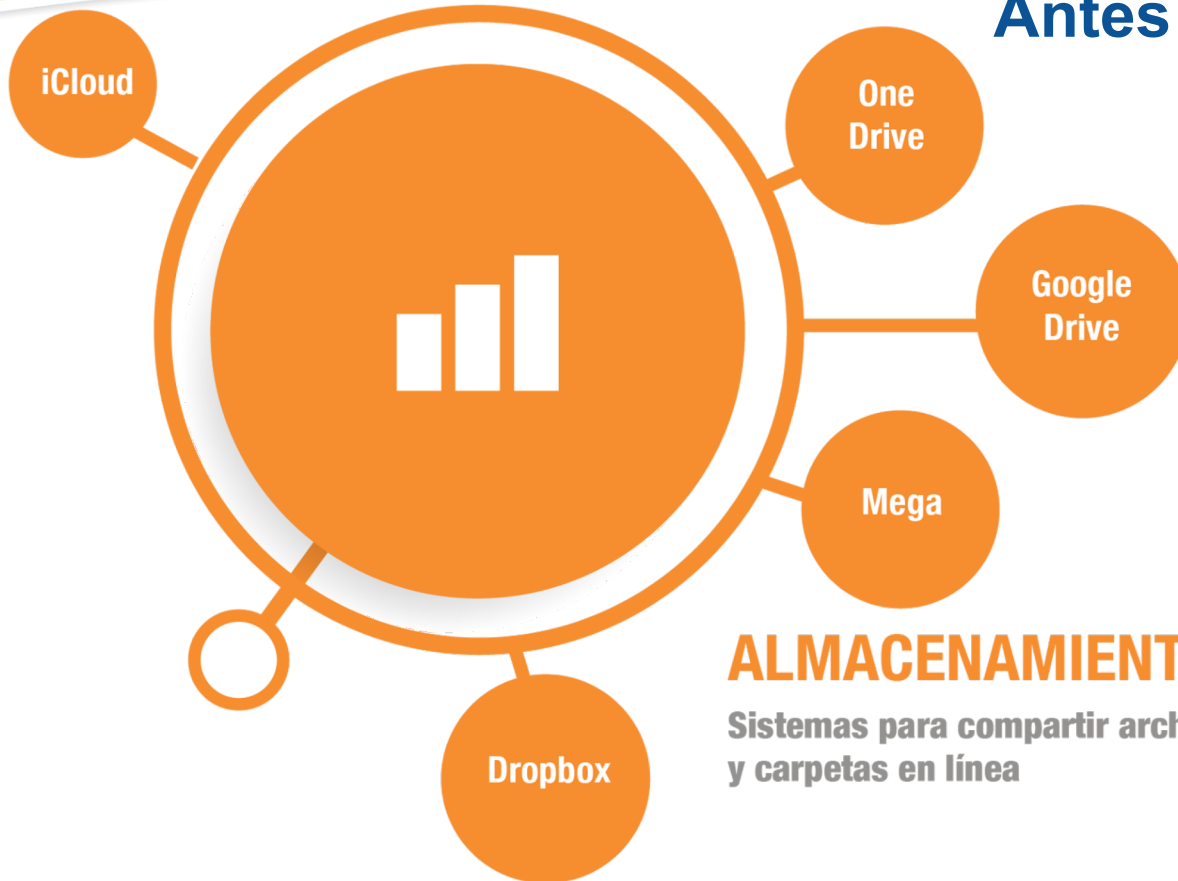 Antes
iCloud
One
Drive
Google
Drive
Mega
ALMACENAMIENT
Sistemas para compartir arch
y carpetas en línea
Dropbox